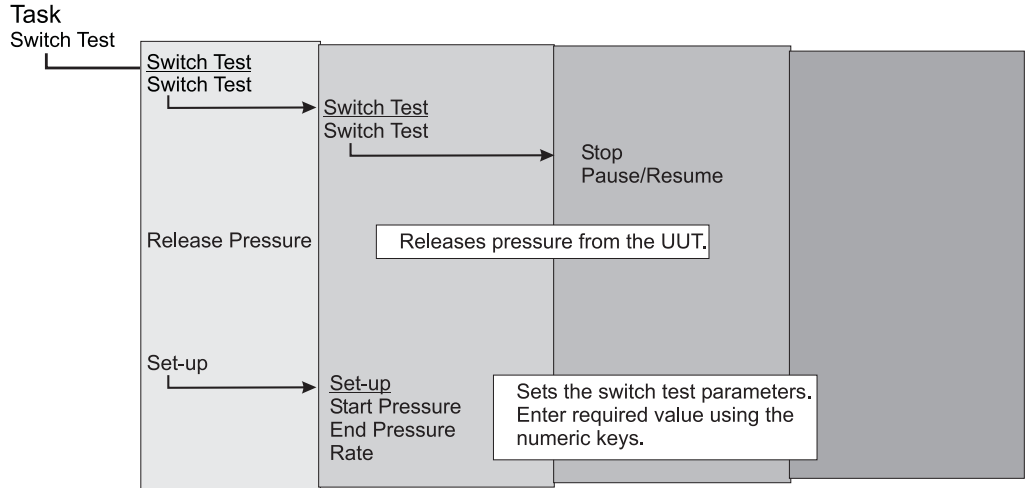 Task
Switch Test
Switch Test
Switch Test
Switch Test
Switch Test
Stop
Pause/Resume
Release Pressure
Releases pressure from the UUT.
Set-up
Set-up
Start Pressure
End Pressure
Rate
Sets the switch test parameters.
Enter required value using the
numeric keys.